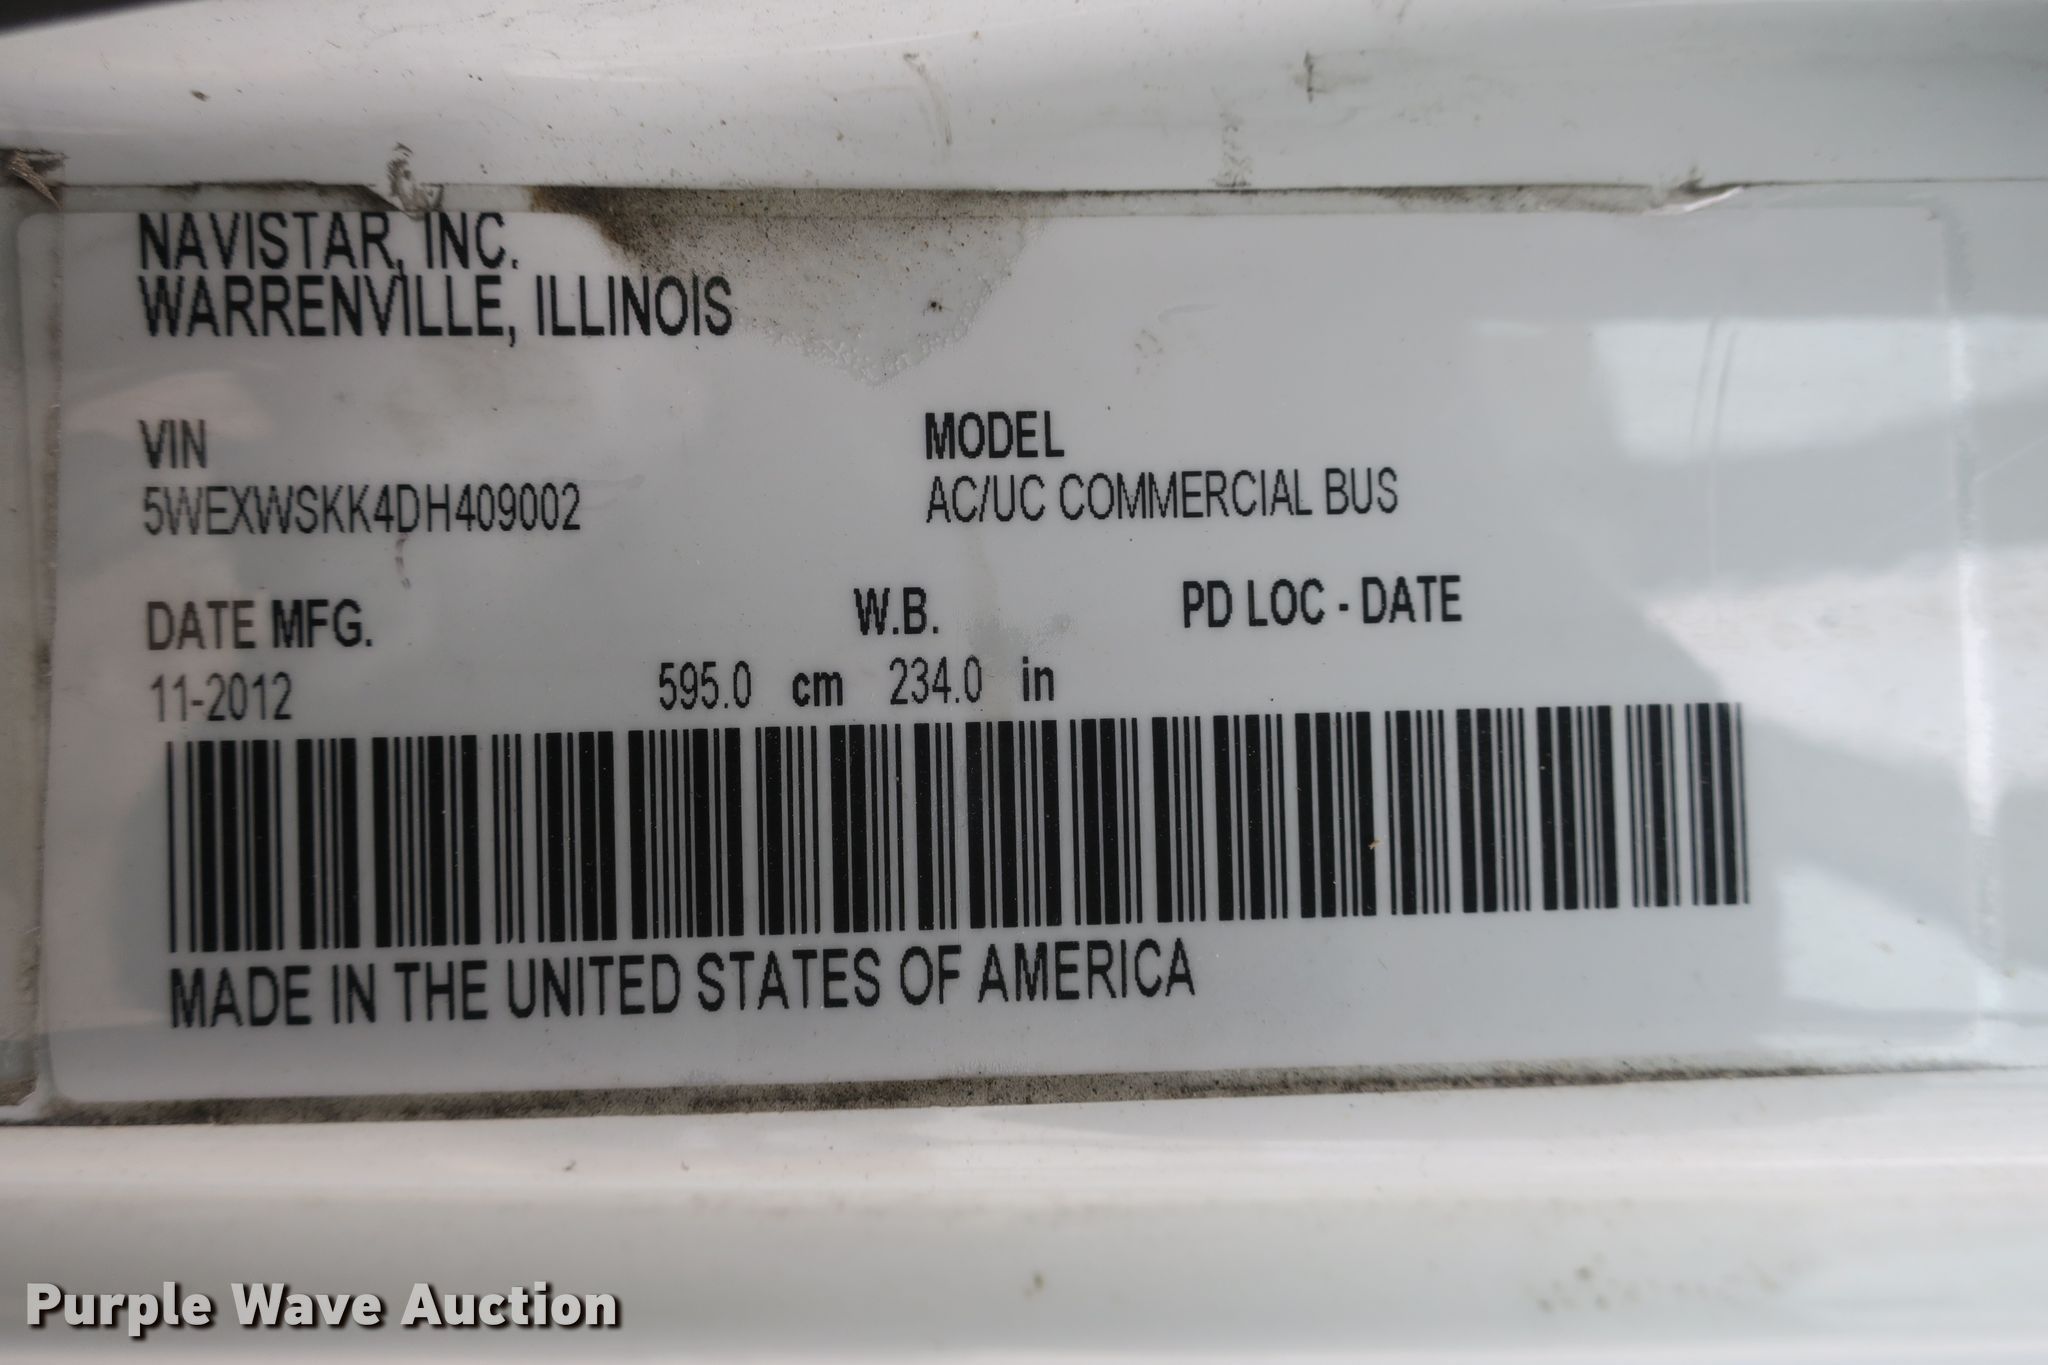 NAVISTAR, INC.
WARRENVILLE, ILLINOIS
VIN MODEL
5WEXWSKK4DH409002 AC/UC COMMERCIAL BUS
DATE MFG. W.B. PD LOC - DATE
11-2012 595.0 cm 234.0 in
MADE IN THE UNITED STATES OF AMERICA
Purple Wave Auction